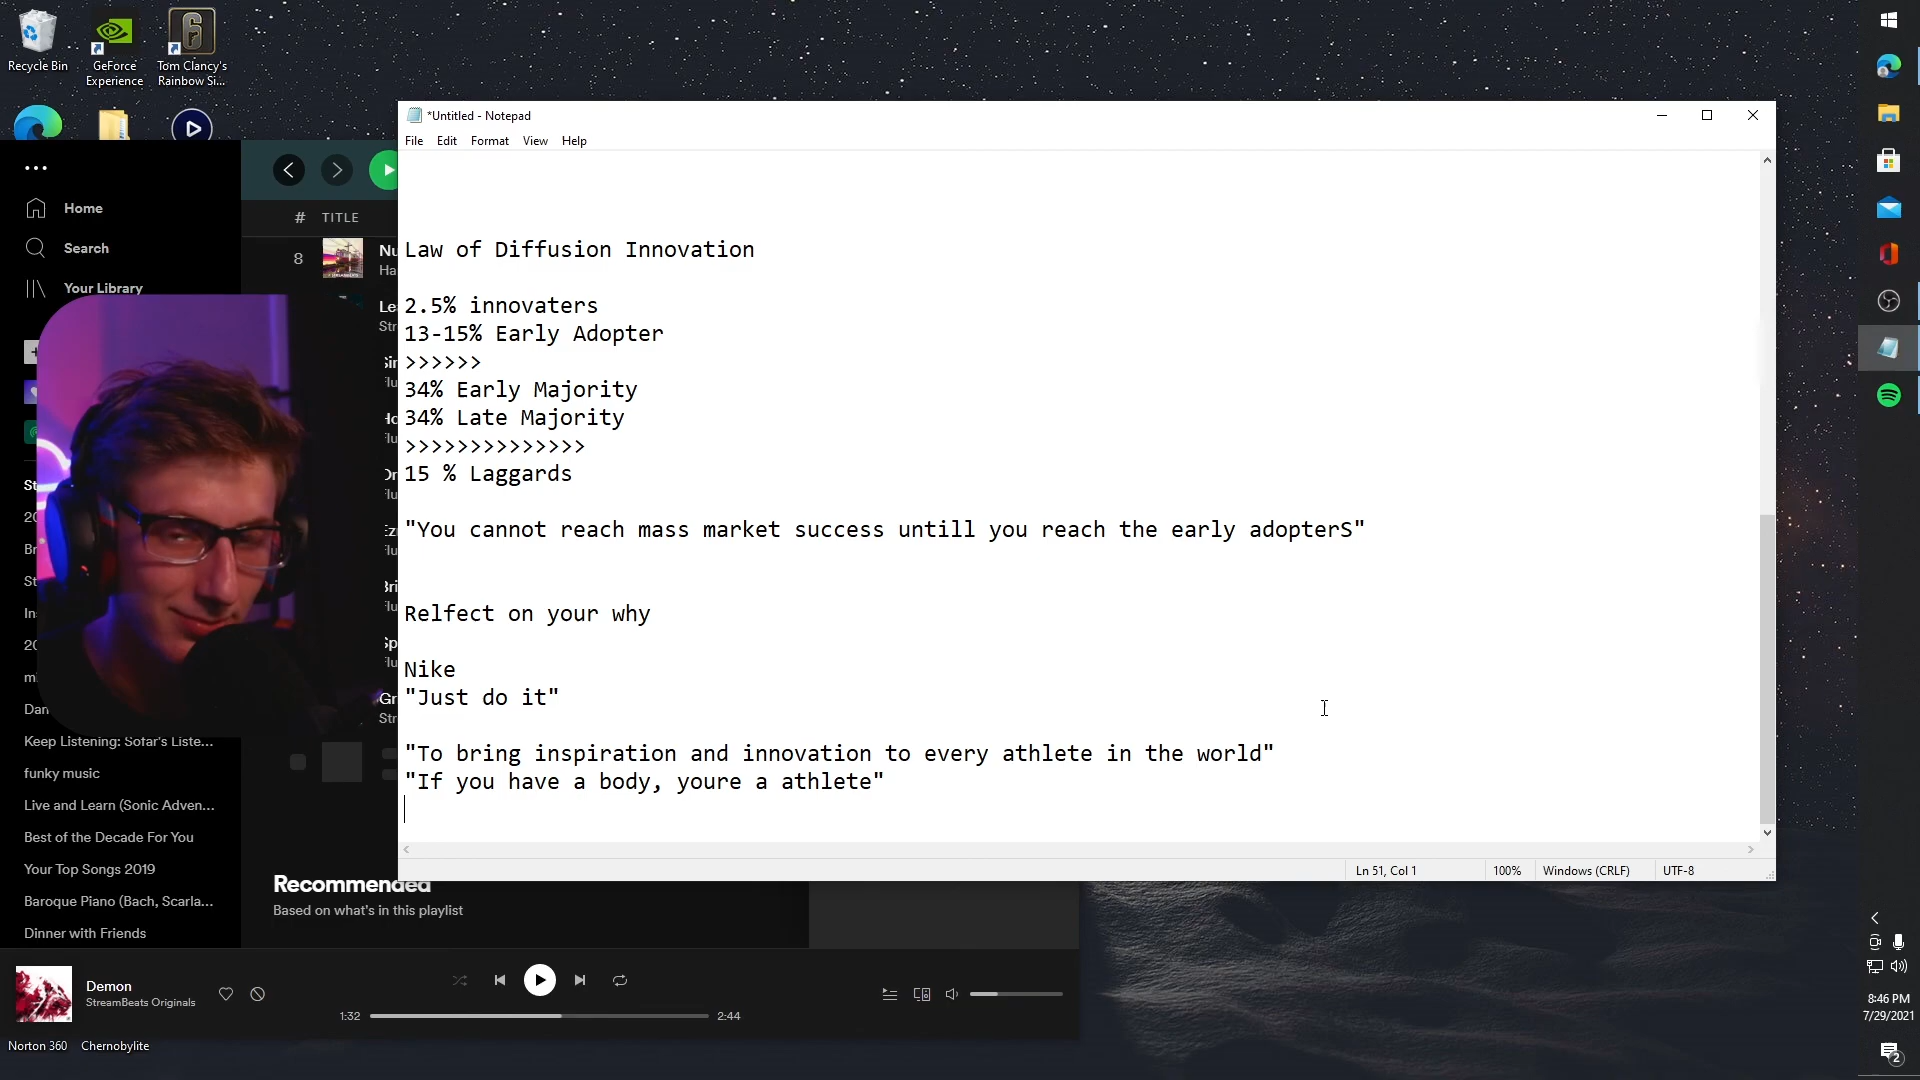 Recycle Bin
GeForce
Experience
Tom Clancy's
Rainbow Si...
*Untitled - Notepad
File Edit Format View Help
Home
Search
Your Library
# TITLE
8
Law of Diffusion Innovation
2.5% innovaters
13-15% Early Adopter
>>>>>>
34% Early Majority
34% Late Majority
>>>>>>>>>>>>>>
15 % Laggards
"You cannot reach mass market success untill you reach the early adopterS"
Relfect on your why
Nike
"Just do it"
"To bring inspiration and innovation to every athlete in the world"
"If you have a body, youre a athlete"
Ln 51, Col 1
100%
Windows (CRLF)
UTF-8
Keep Listening: Sofar's Liste...
funky music
Live and Learn (Sonic Adven...
Best of the Decade For You
Your Top Songs 2019
Baroque Piano (Bach, Scarla...
Dinner with Friends
Recommended
Based on what's in this playlist
Demon
StreamBeats Originals
1:32
2:44
Norton 360
Chernobylite
8:46 PM
7/29/2021
2